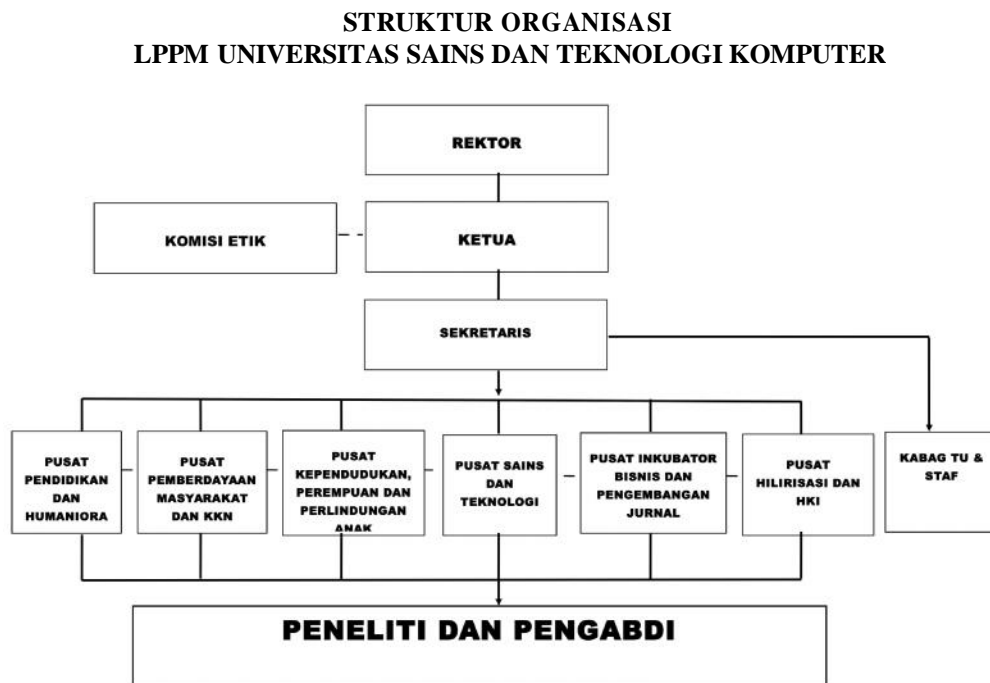 STRUKTUR ORGANISASI
LPPM UNIVERSITAS SAINS DAN TEKNOLOGI KOMPUTER
REKTOR
KOMISI ETIK
KETUA
SEKRETARIS
PUSAT
PENDIDIKAN
DAN
HUMANIORA
PUSAT
PEMBERDAYAAN
MASYARAKAT
DAN KKN
PUSAT
KEPENDUDUKAN,
PEREMPUAN DAN
PERLINDUNGAN
ANAK
PUSAT SAINS
DAN
TEKNOLOGI
PUSAT INKUBATOR
BISNIS DAN
PENGEMBANGAN
JURNAL
PUSAT
HILIRISASI DAN
HKI
KABAG TU &
STAF
PENELITI DAN PENGABDI